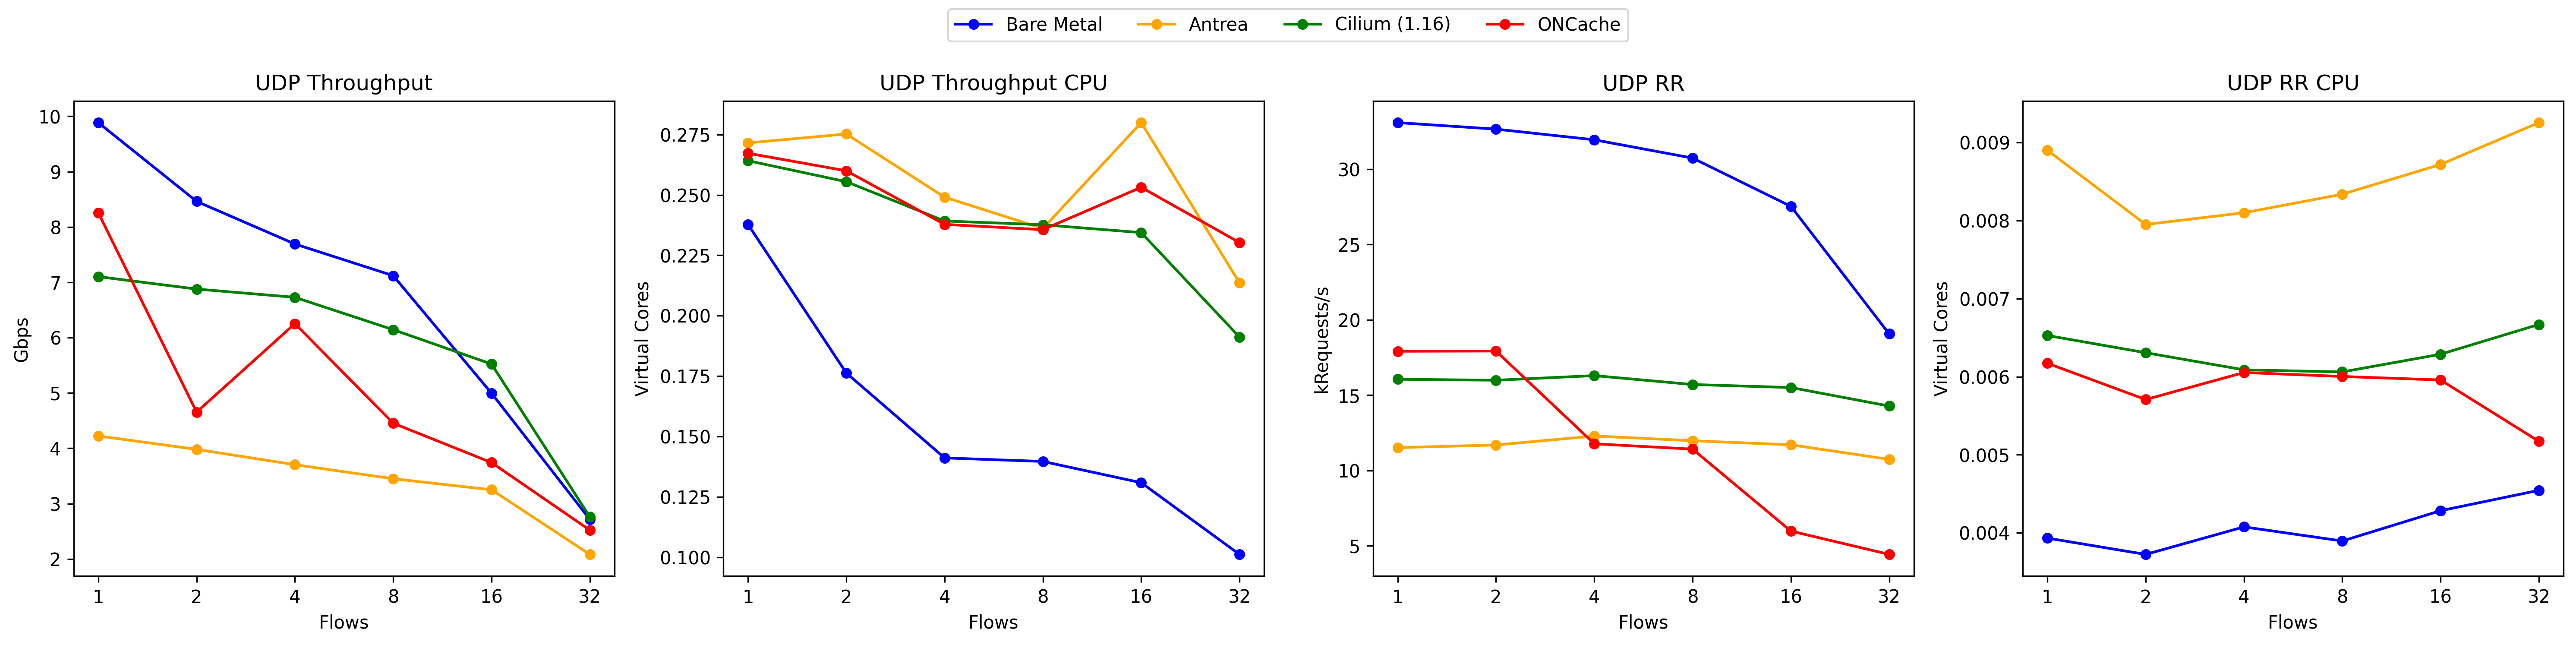 Bare Metal Antrea Cilium (1.16) ONCache
UDP Throughput
10
9
8
7
6
5
4
3
2
Gbps
1 2 4 8 16 32
Flows
UDP Throughput CPU
0.275
0.250
0.225
0.200
0.175
0.150
0.125
0.100
Virtual Cores
1 2 4 8 16 32
Flows
UDP RR
30
25
20
15
10
5
kRequests/s
1 2 4 8 16 32
Flows
UDP RR CPU
0.009
0.008
0.007
0.006
0.005
0.004
Virtual Cores
1 2 4 8 16 32
Flows